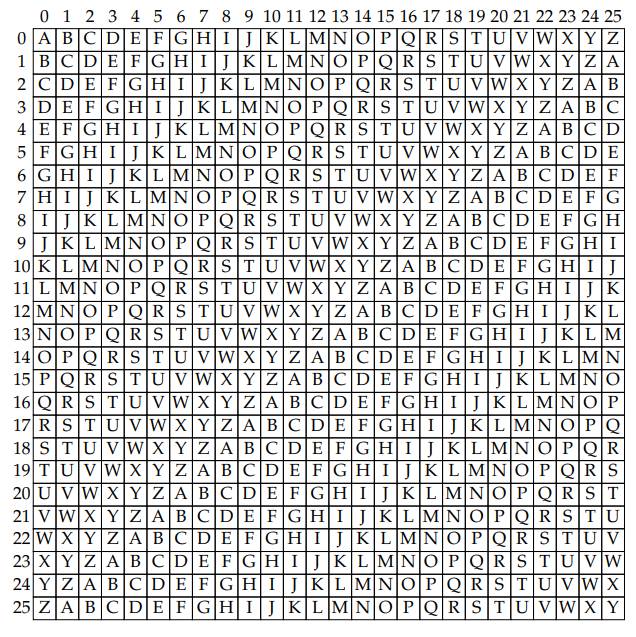 0 1 2 3 4 5 6 7 8 9 10 11 12 13 14 15 16 17 18 19 20 21 22 23 24 25
0 A B C D E F G H I J K L M N O P Q R S T U V W X Y Z
1 B C D E F G H I J K L M N O P Q R S T U V W X Y Z A
2 C D E F G H I J K L M N O P Q R S T U V W X Y Z A B
3 D E F G H I J K L M N O P Q R S T U V W X Y Z A B C
4 E F G H I J K L M N O P Q R S T U V W X Y Z A B C D
5 F G H I J K L M N O P Q R S T U V W X Y Z A B C D E
6 G H I J K L M N O P Q R S T U V W X Y Z A B C D E F
7 H I J K L M N O P Q R S T U V W X Y Z A B C D E F G
8 I J K L M N O P Q R S T U V W X Y Z A B C D E F G H
9 J K L M N O P Q R S T U V W X Y Z A B C D E F G H I
10 K L M N O P Q R S T U V W X Y Z A B C D E F G H I J
11 L M N O P Q R S T U V W X Y Z A B C D E F G H I J K
12 M N O P Q R S T U V W X Y Z A B C D E F G H I J K L
13 N O P Q R S T U V W X Y Z A B C D E F G H I J K L M
14 O P Q R S T U V W X Y Z A B C D E F G H I J K L M N
15 P Q R S T U V W X Y Z A B C D E F G H I J K L M N O
16 Q R S T U V W X Y Z A B C D E F G H I J K L M N O P
17 R S T U V W X Y Z A B C D E F G H I J K L M N O P Q
18 S T U V W X Y Z A B C D E F G H I J K L M N O P Q R
19 T U V W X Y Z A B C D E F G H I J K L M N O P Q R S
20 U V W X Y Z A B C D E F G H I J K L M N O P Q R S T
21 V W X Y Z A B C D E F G H I J K L M N O P Q R S T U
22 W X Y Z A B C D E F G H I J K L M N O P Q R S T U V
23 X Y Z A B C D E F G H I J K L M N O P Q R S T U V W
24 Y Z A B C D E F G H I J K L M N O P Q R S T U V W X
25 Z A B C D E F G H I J K L M N O P Q R S T U V W X Y